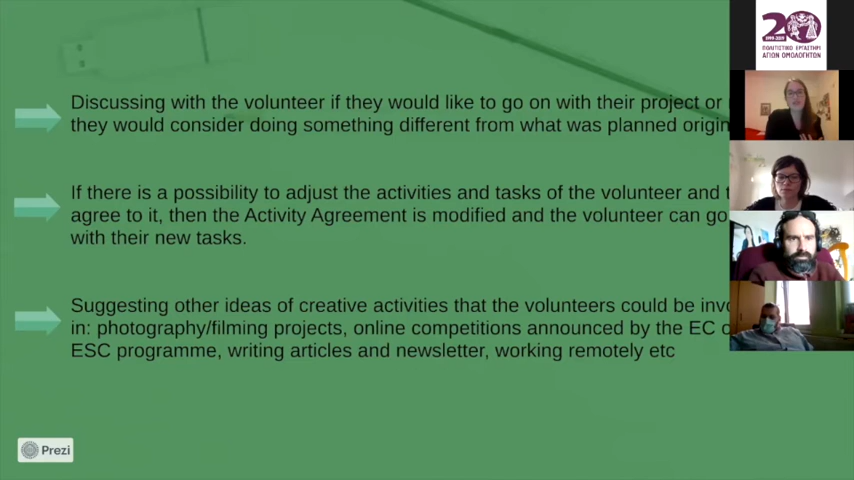 Discussing with the volunteer if they would like to go on with their project or
they would consider doing something different from what was planned
If there is a possibility to adjust the activities and tasks of the volunteer and
agree to it, then the Activity Agreement is modified and the volunteer can go
with their new tasks.
Suggesting other ideas of creative activities that the volunteers could be
in: photography/filming projects, online competitions announced by the EC
ESC programme, writing articles and newsletter, working remotely etc
Prezi
20
ΠΟΛΙΤΙΣΤΙΚΟ ΕΡΓΑΣΤΗΡΙ
ΑΓΙΩΝ ΟΜΟΛΟΓΗΤΩΝ